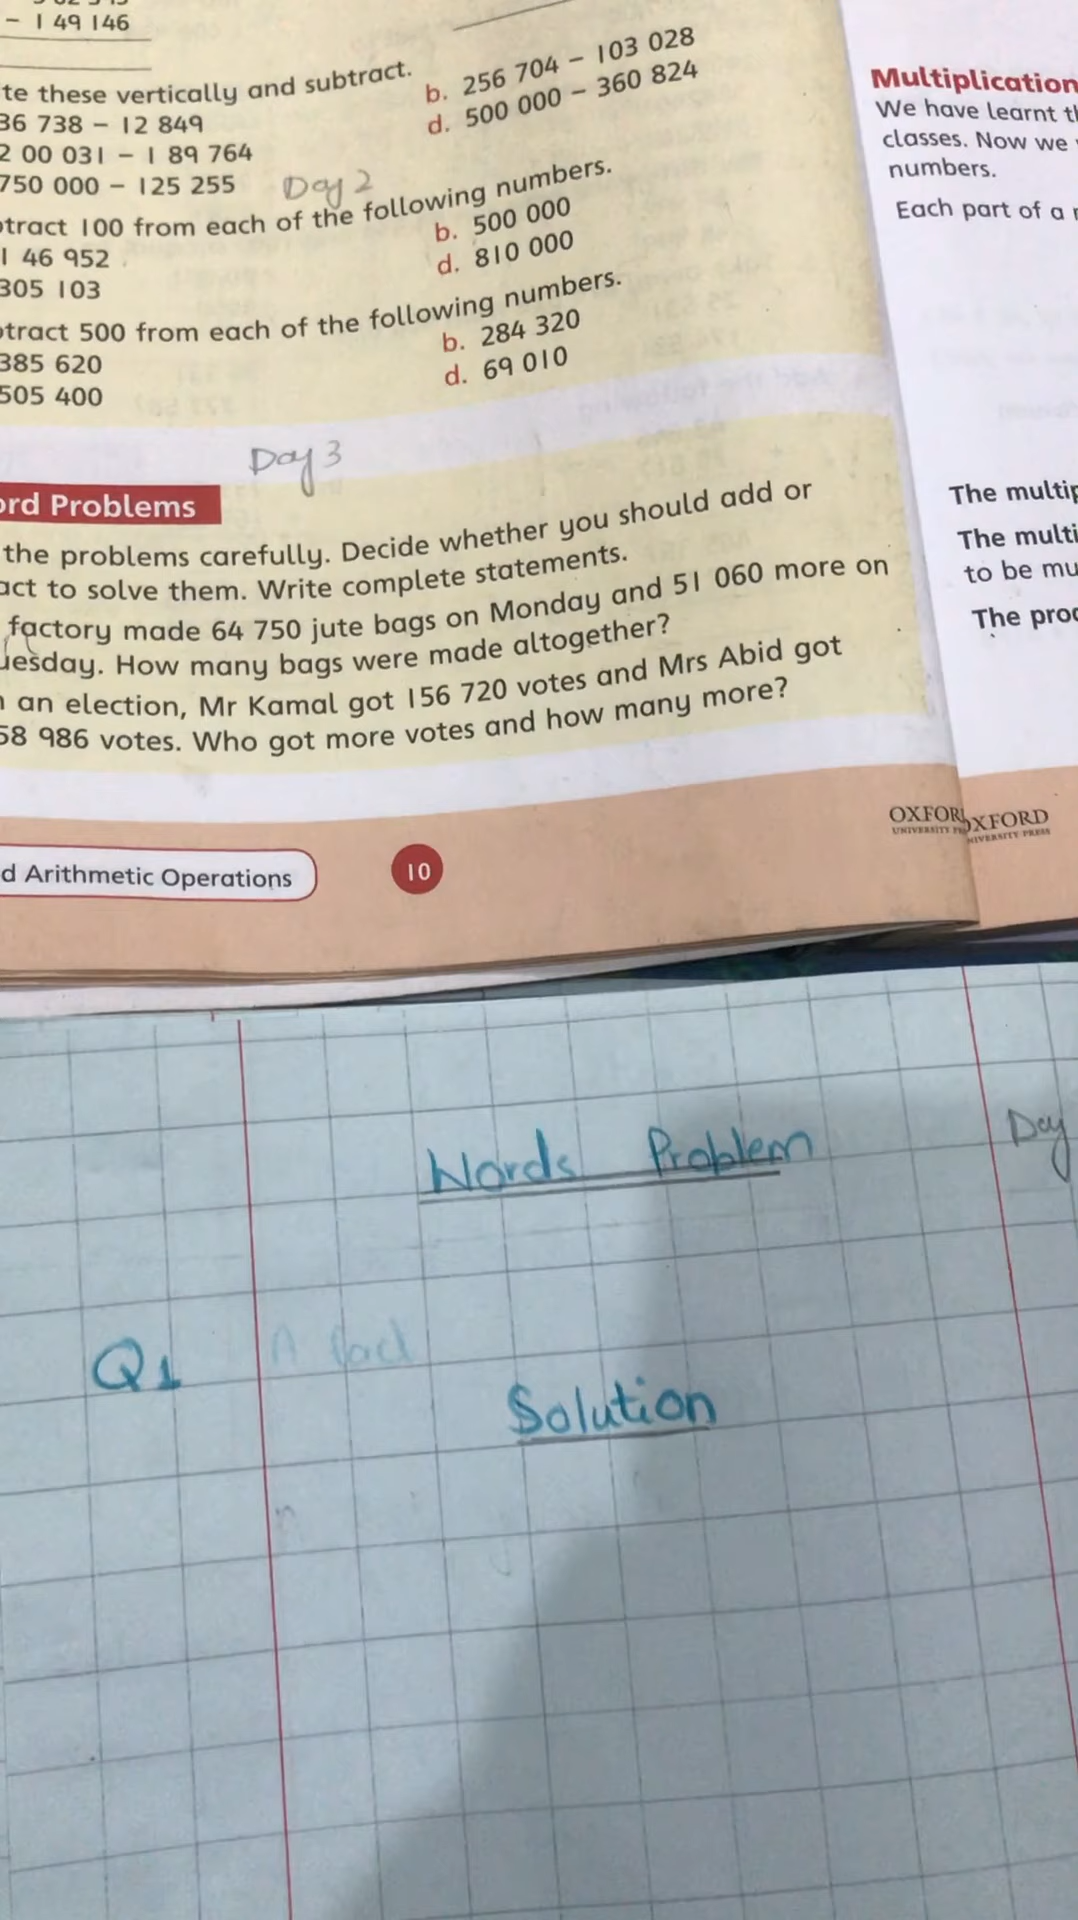 - 1 49 146
te these vertically and subtract.
36 738 - 12 849
b. 256 704 - 103 028
2 00 031 - 1 89 764
d. 500 000 - 360 824
750 000 - 125 255
Day 2
tract 100 from each of the following numbers.
1 46 952
b. 500 000
305 103
d. 810 000
tract 500 from each of the following numbers.
385 620
b. 284 320
505 400
d. 69 010
Day 3
ord Problems
the problems carefully. Decide whether you should add or
act to solve them. Write complete statements.
factory made 64 750 jute bags on Monday and 51 060 more on
uesday. How many bags were made altogether?
an election, Mr Kamal got 156 720 votes and Mrs Abid got
58 986 votes. Who got more votes and how many more?
OXFOR
UNIVERSITY PR
d Arithmetic Operations
10
Multiplication
We have learnt th
classes. Now we
numbers.
Each part of a
The multip
The multi
to be mu
The prod
OXFORD
UNIVERSITY PRESS
Words Problem
Day
Q1
A fact
Solution